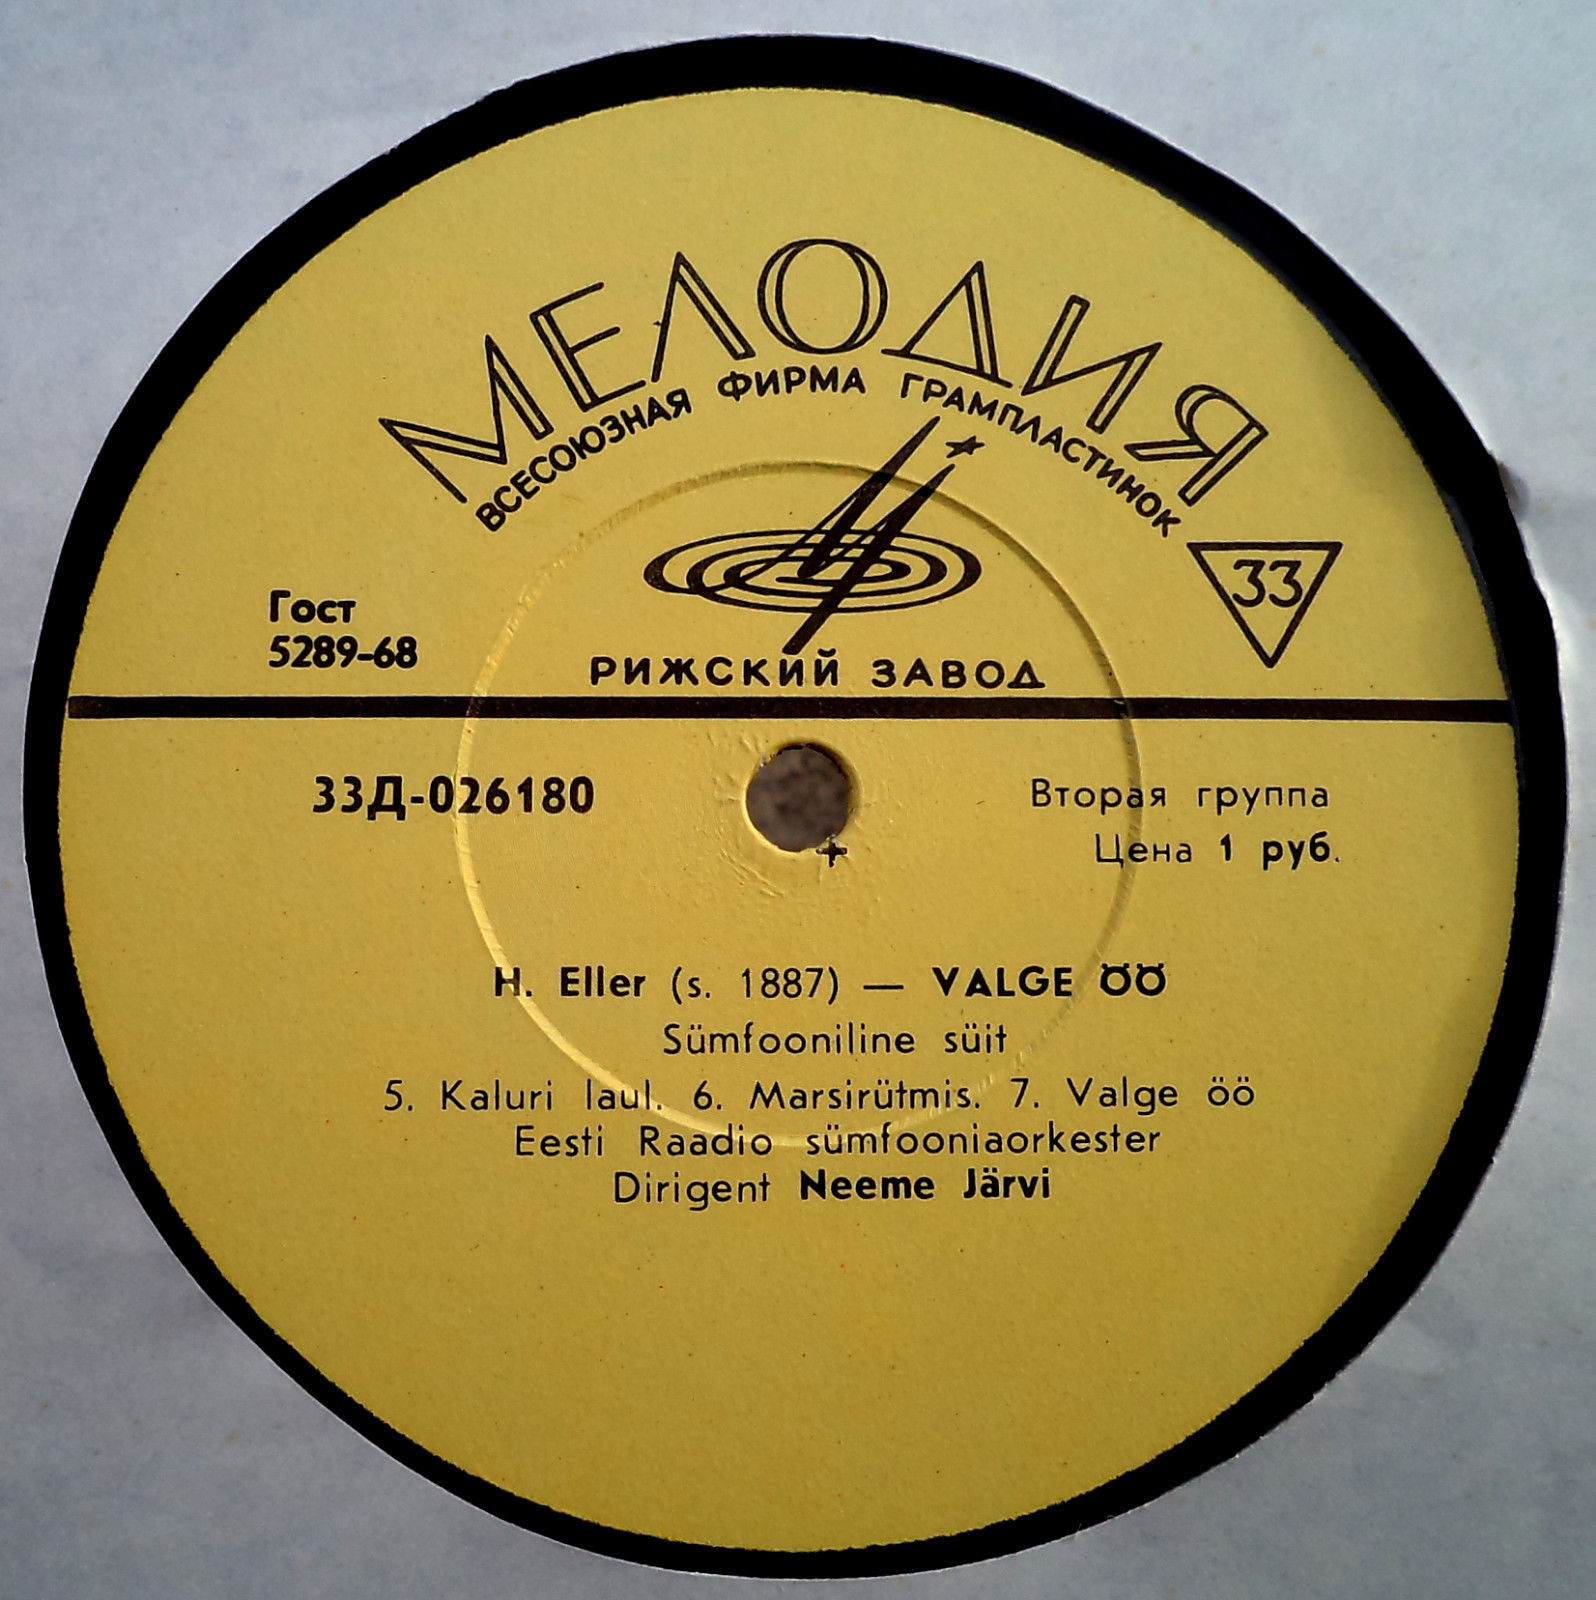 МЕЛОДИЯ
ВСЕСОЮЗНАЯ ФИРМА ГРАМПЛАСТИНОК
33
Гост
5289-68
РИЖСКИЙ ЗАВОД
33Д-026180
Вторая группа
Цена 1 руб.
H. Eller (s. 1887) — VALGE ÖÖ
Sümfooniline süit
5. Kaluri laul. 6. Marsirütmis. 7. Valge öö
Eesti Raadio sümfooniaorkester
Dirigent Neeme Järvi